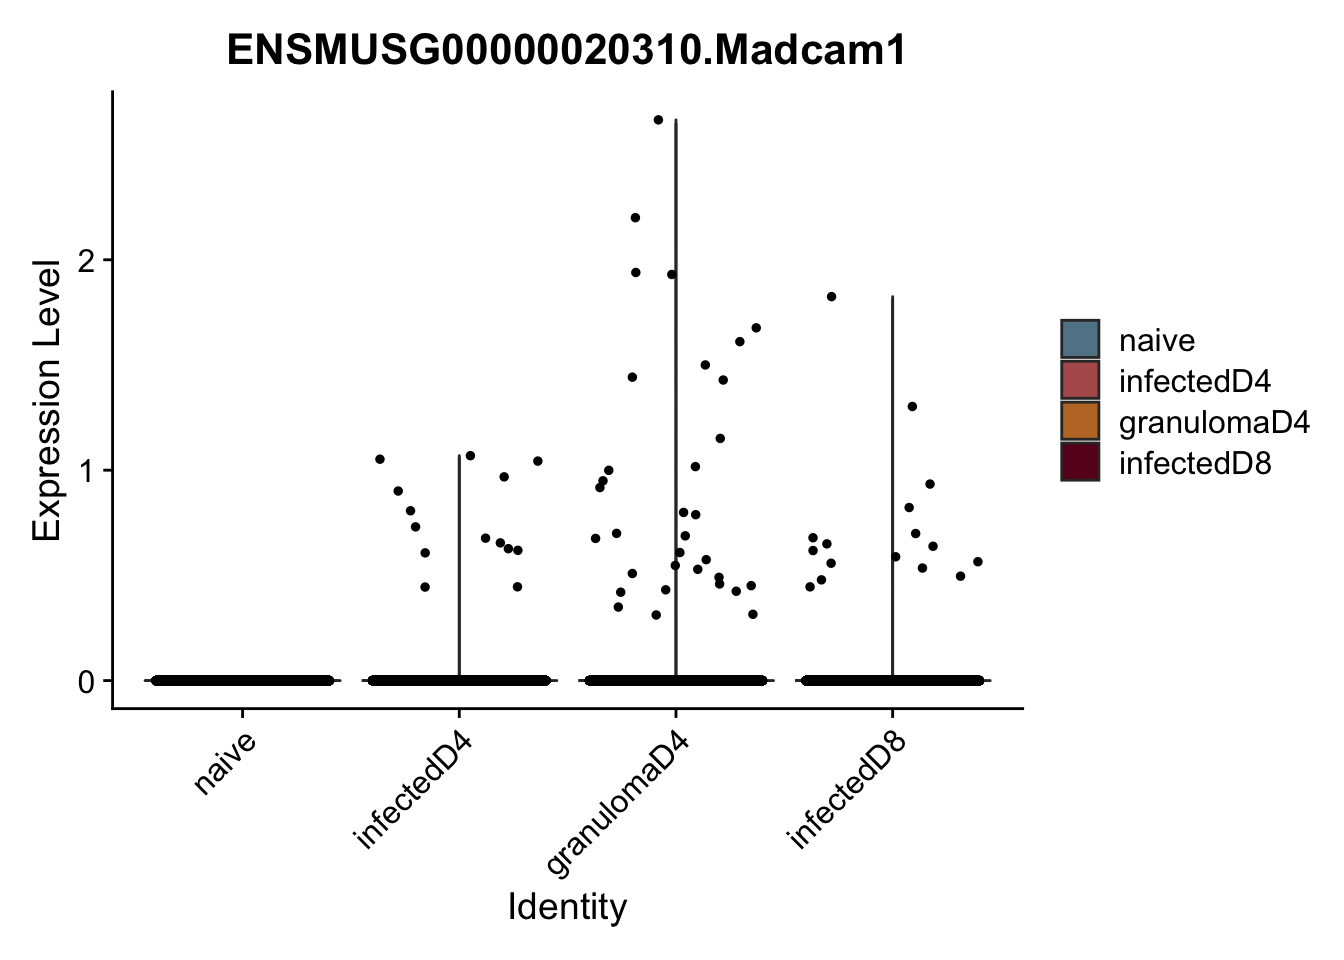 ENSMUSG00000020310.Madcam1
Expression Level
2
1
0
naive
infectedD4
granulomaD4
infectedD8
Identity
naive
infectedD4
granulomaD4
infectedD8